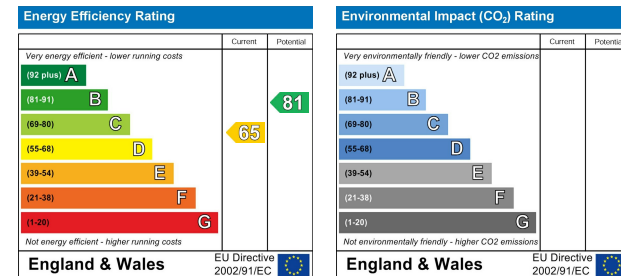 Energy Efficiency Rating
Current Potential
Very energy efficient - lower running costs
(92 plus) A
(81-91) B
(69-80) C
(55-68) D
(39-54) E
(21-38) F
(1-20) G
65
81
Not energy efficient - higher running costs
England & Wales
EU Directive
2002/91/EC
Environmental Impact (CO₂) Rating
Current Potential
Very environmentally friendly - lower CO2 emissions
(92 plus) A
(81-91) B
(69-80) C
(55-68) D
(39-54) E
(21-38) F
(1-20) G
Not environmentally friendly - higher CO2 emissions
England & Wales
EU Directive
2002/91/EC